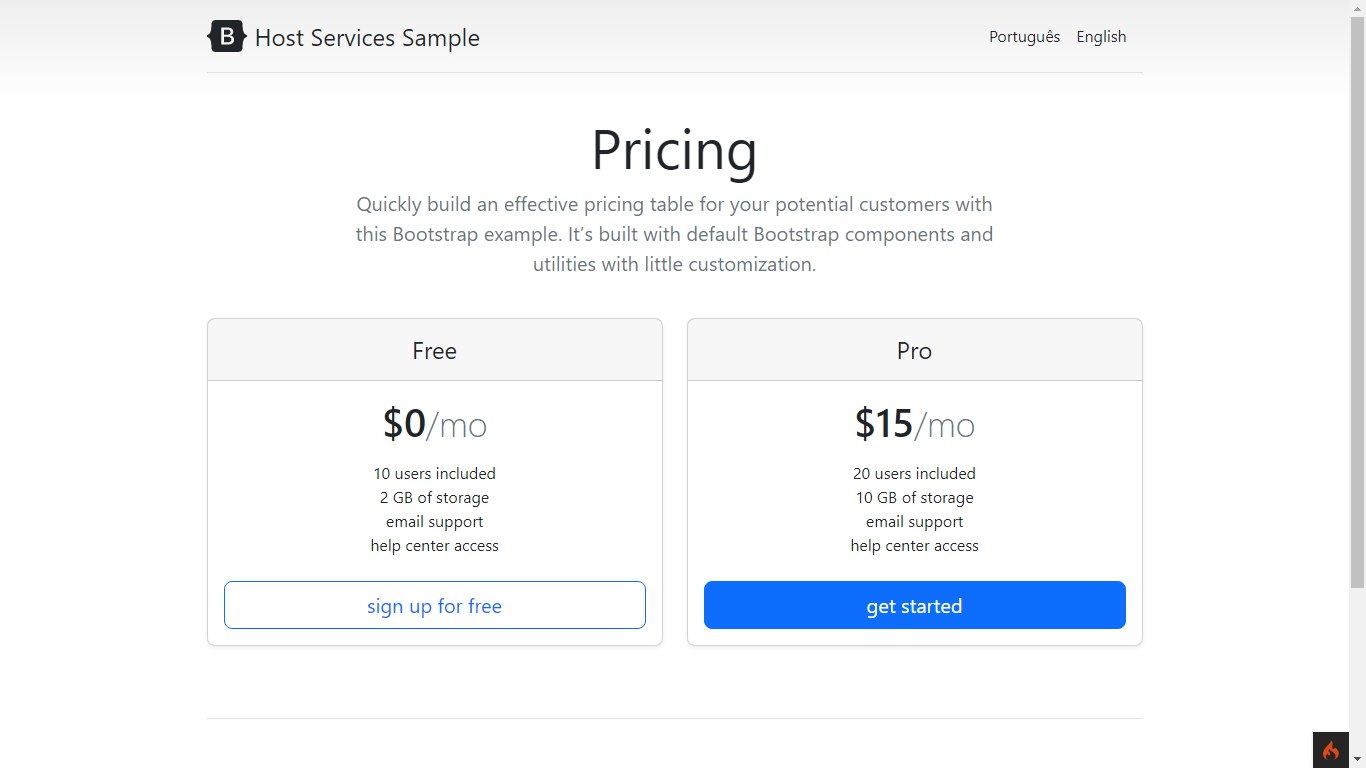 B Host Services Sample
Português English
Pricing
Quickly build an effective pricing table for your potential customers with
this Bootstrap example. It’s built with default Bootstrap components and
utilities with little customization.
Free
$0/mo
10 users included
2 GB of storage
email support
help center access
sign up for free
Pro
$15/mo
20 users included
10 GB of storage
email support
help center access
get started